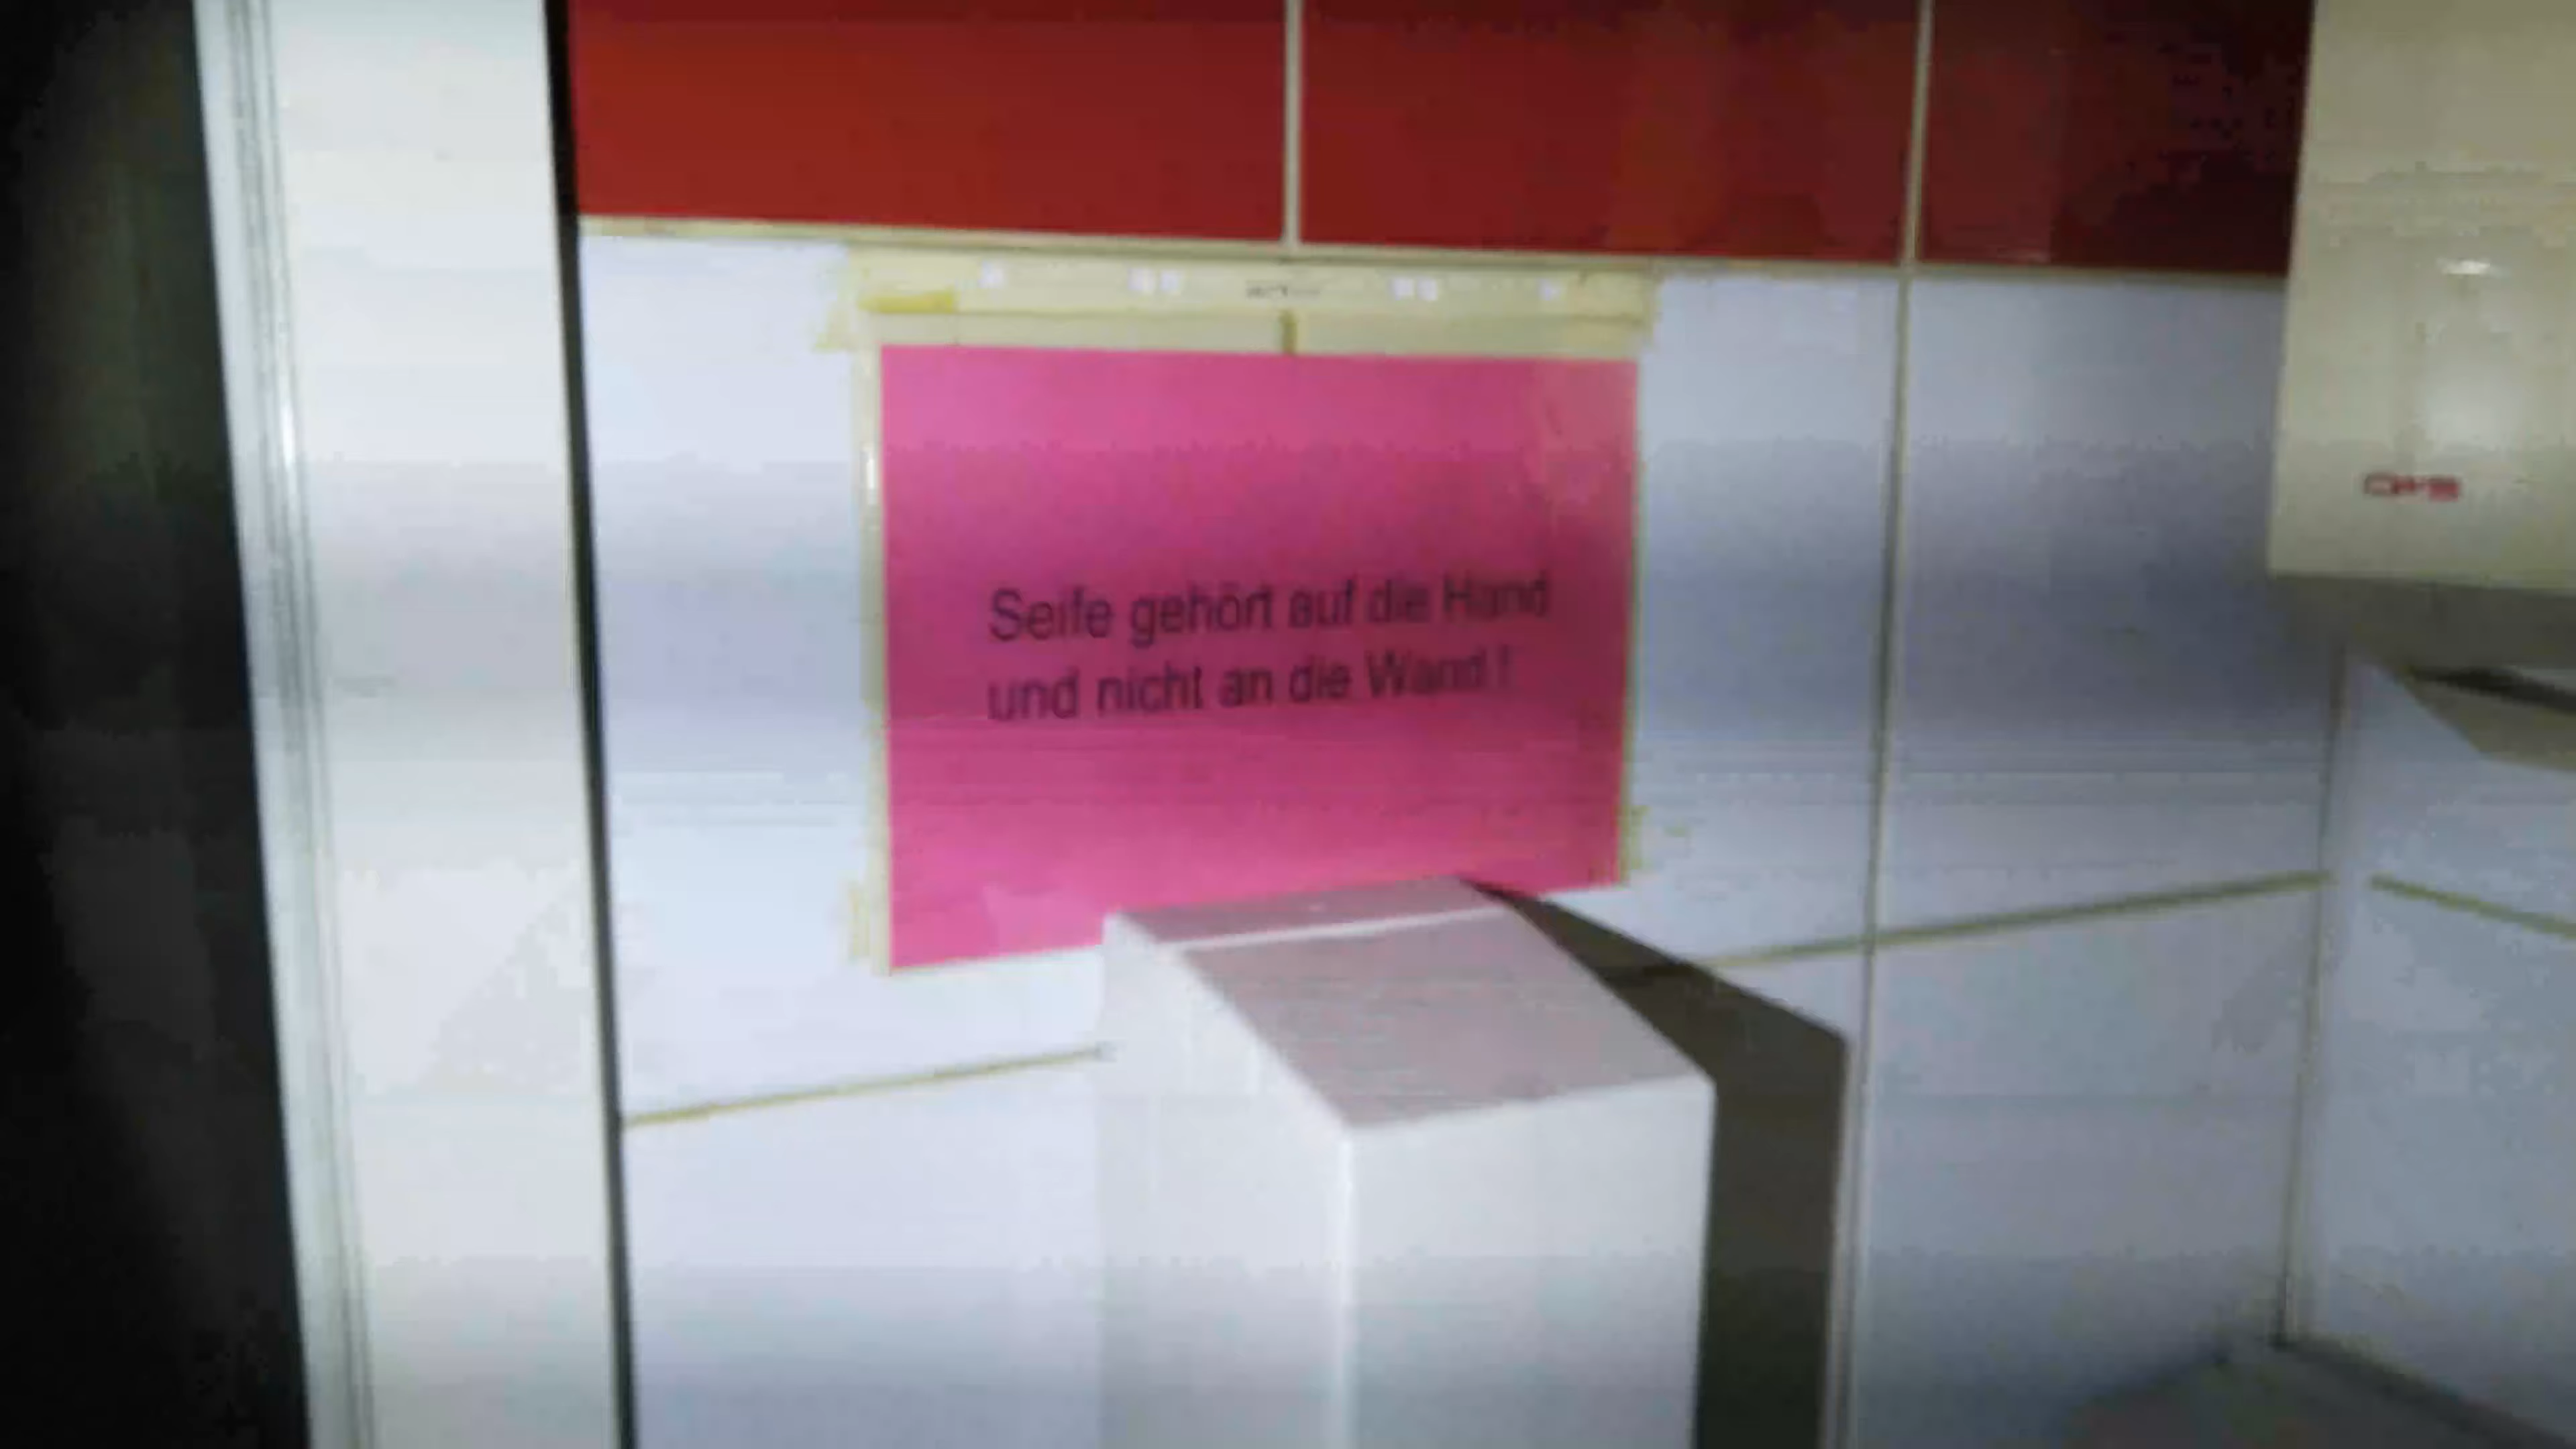 Seife gehört auf die Hand
und nicht an die Wand !